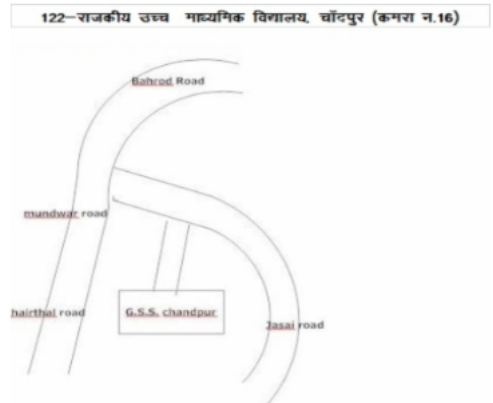 122–राजकीय उच्च माध्यमिक विद्यालय, चाँदपुर (कमरा न.16)
Bahrod Road
mundwar road
hairthal road
G.S.S. chandpur
Jasai road